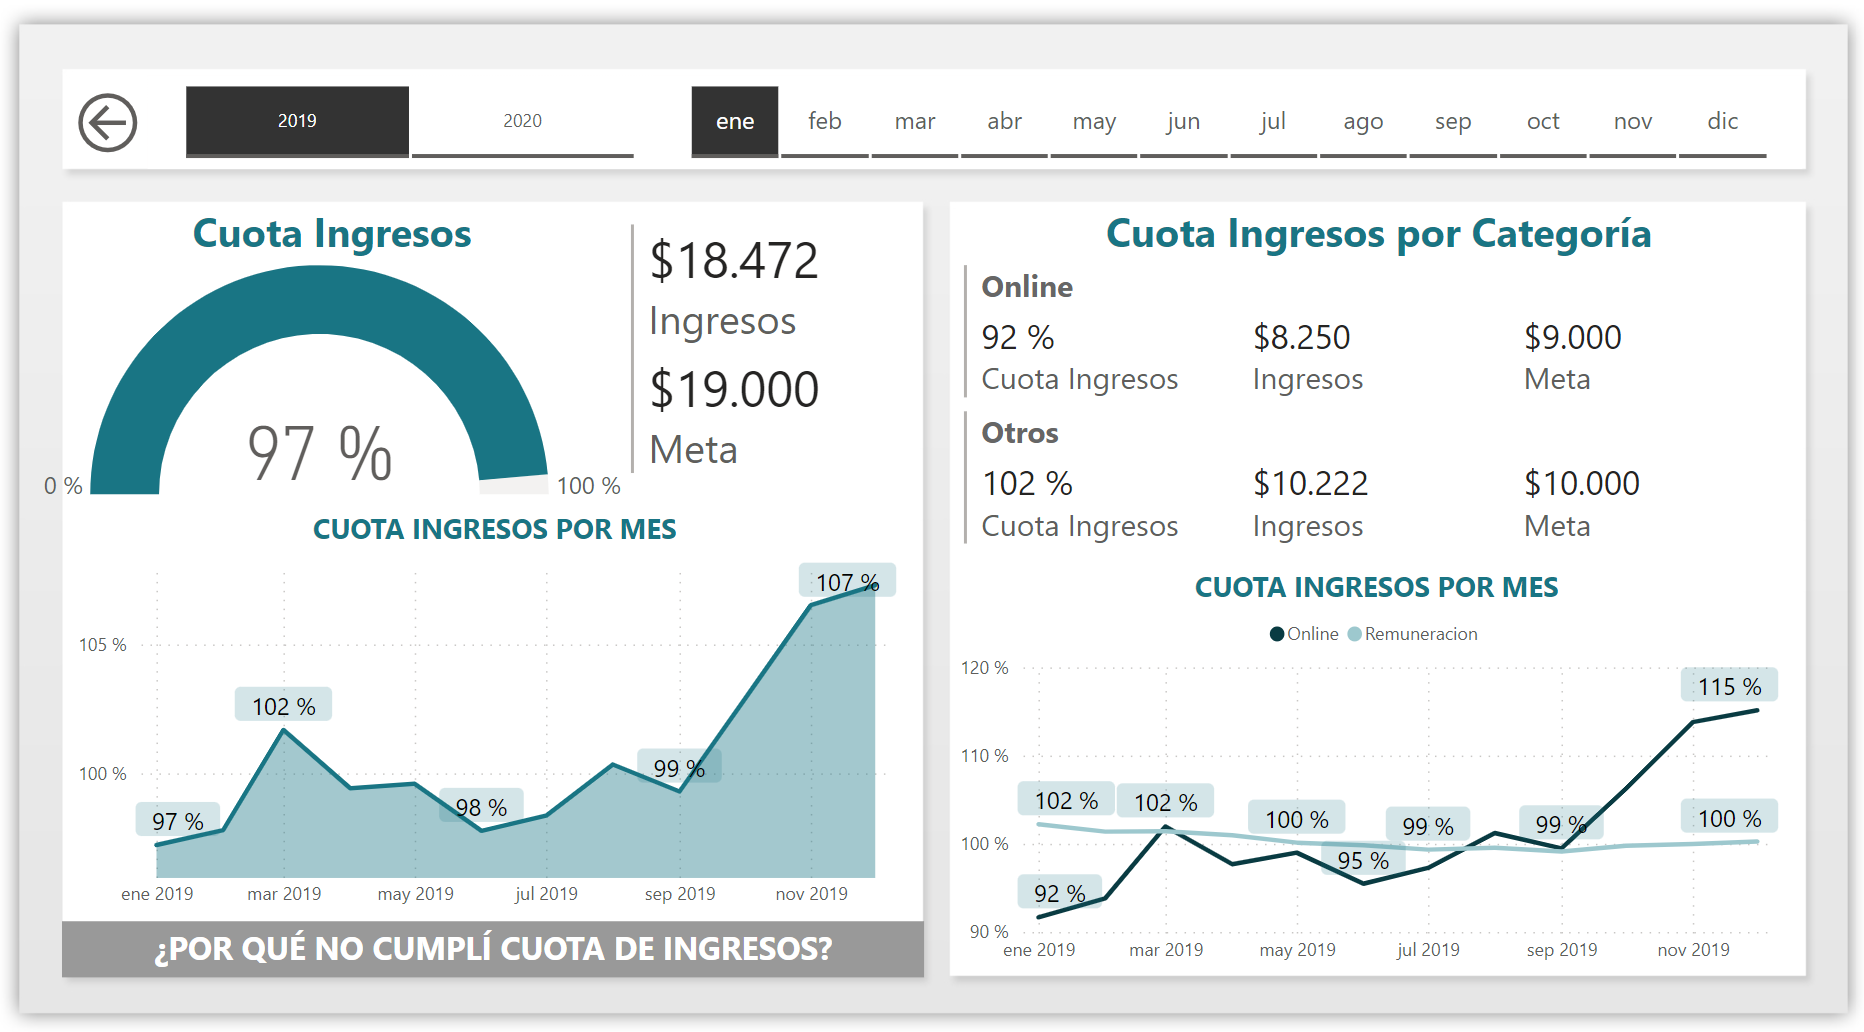 2019 2020 ene feb mar abr may jun jul ago sep oct nov dic
Cuota Ingresos
$18.472
Ingresos
$19.000
Meta
97 %
0 % 100 %
CUOTA INGRESOS POR MES
107 %
105 %
102 %
100 %
99 %
98 %
97 %
ene 2019 mar 2019 may 2019 jul 2019 sep 2019 nov 2019
¿POR QUÉ NO CUMPLÍ CUOTA DE INGRESOS?
Cuota Ingresos por Categoría
Online
92 % $8.250 $9.000
Cuota Ingresos Ingresos Meta
Otros
102 % $10.222 $10.000
Cuota Ingresos Ingresos Meta
CUOTA INGRESOS POR MES
Online Remuneracion
120 %
115 %
110 %
102 % 102 % 100 % 99 % 99 % 100 %
100 %
95 %
92 %
90 %
ene 2019 mar 2019 may 2019 jul 2019 sep 2019 nov 2019